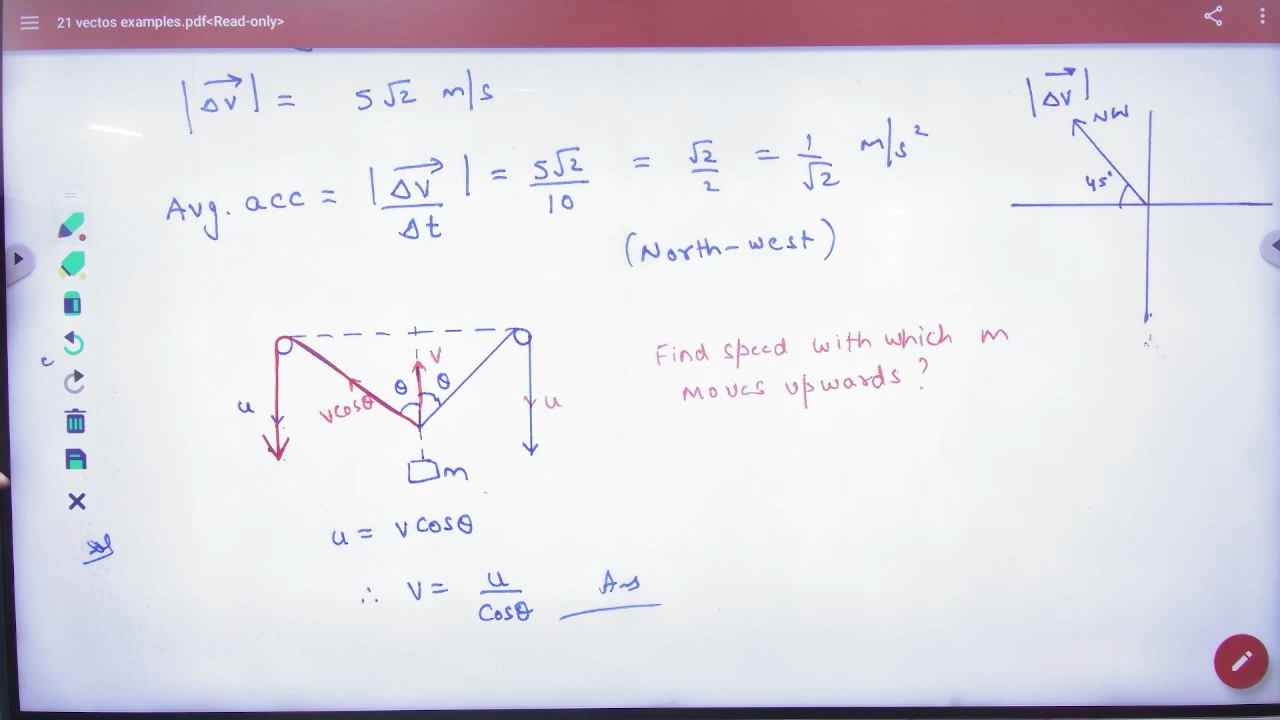 21 vectos examples.pdf<Read-only>
|Δv⃗| = 5√2 m/s
|Δv⃗|
NW
45°
Avg. acc = |Δv⃗/Δt| = 5√2/10 = √2/2 = 1/√2 m/s²
(North-west)
Find speed with which m
moves upwards?
v
θ θ
u
vcosθ
u
m
u = v cosθ
∴ v = u/cosθ Ans